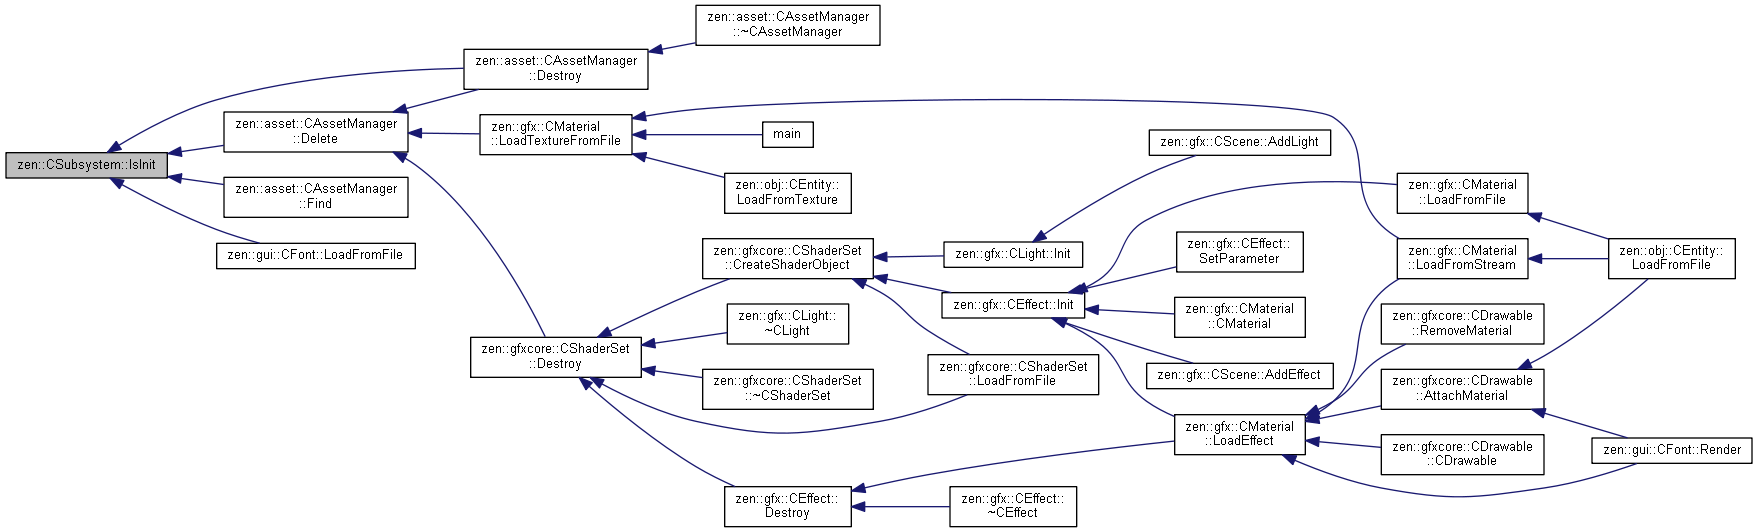 zen::CSubsystem::IsInit
zen::asset::CAssetManager
::Destroy
zen::asset::CAssetManager
::~CAssetManager
zen::asset::CAssetManager
::Delete
zen::gfx::CMaterial
::LoadTextureFromFile
main
zen::obj::CEntity::
LoadFromTexture
zen::asset::CAssetManager
::Find
zen::gui::CFont::LoadFromFile
zen::gfxcore::CShaderSet
::Destroy
zen::gfxcore::CShaderSet
::CreateShaderObject
zen::gfx::CLight::
~CLight
zen::gfxcore::CShaderSet
::~CShaderSet
zen::gfx::CEffect::
Destroy
zen::gfx::CLight::Init
zen::gfx::CEffect::Init
zen::gfxcore::CShaderSet
::LoadFromFile
zen::gfx::CEffect::
~CEffect
zen::gfx::CScene::AddLight
zen::gfx::CEffect::
SetParameter
zen::gfx::CMaterial
::CMaterial
zen::gfx::CScene::AddEffect
zen::gfx::CMaterial
::LoadEffect
zen::gfx::CMaterial
::LoadFromFile
zen::gfx::CMaterial
::LoadFromStream
zen::gfxcore::CDrawable
::RemoveMaterial
zen::gfxcore::CDrawable
::AttachMaterial
zen::gfxcore::CDrawable
::CDrawable
zen::obj::CEntity::
LoadFromFile
zen::gui::CFont::Render